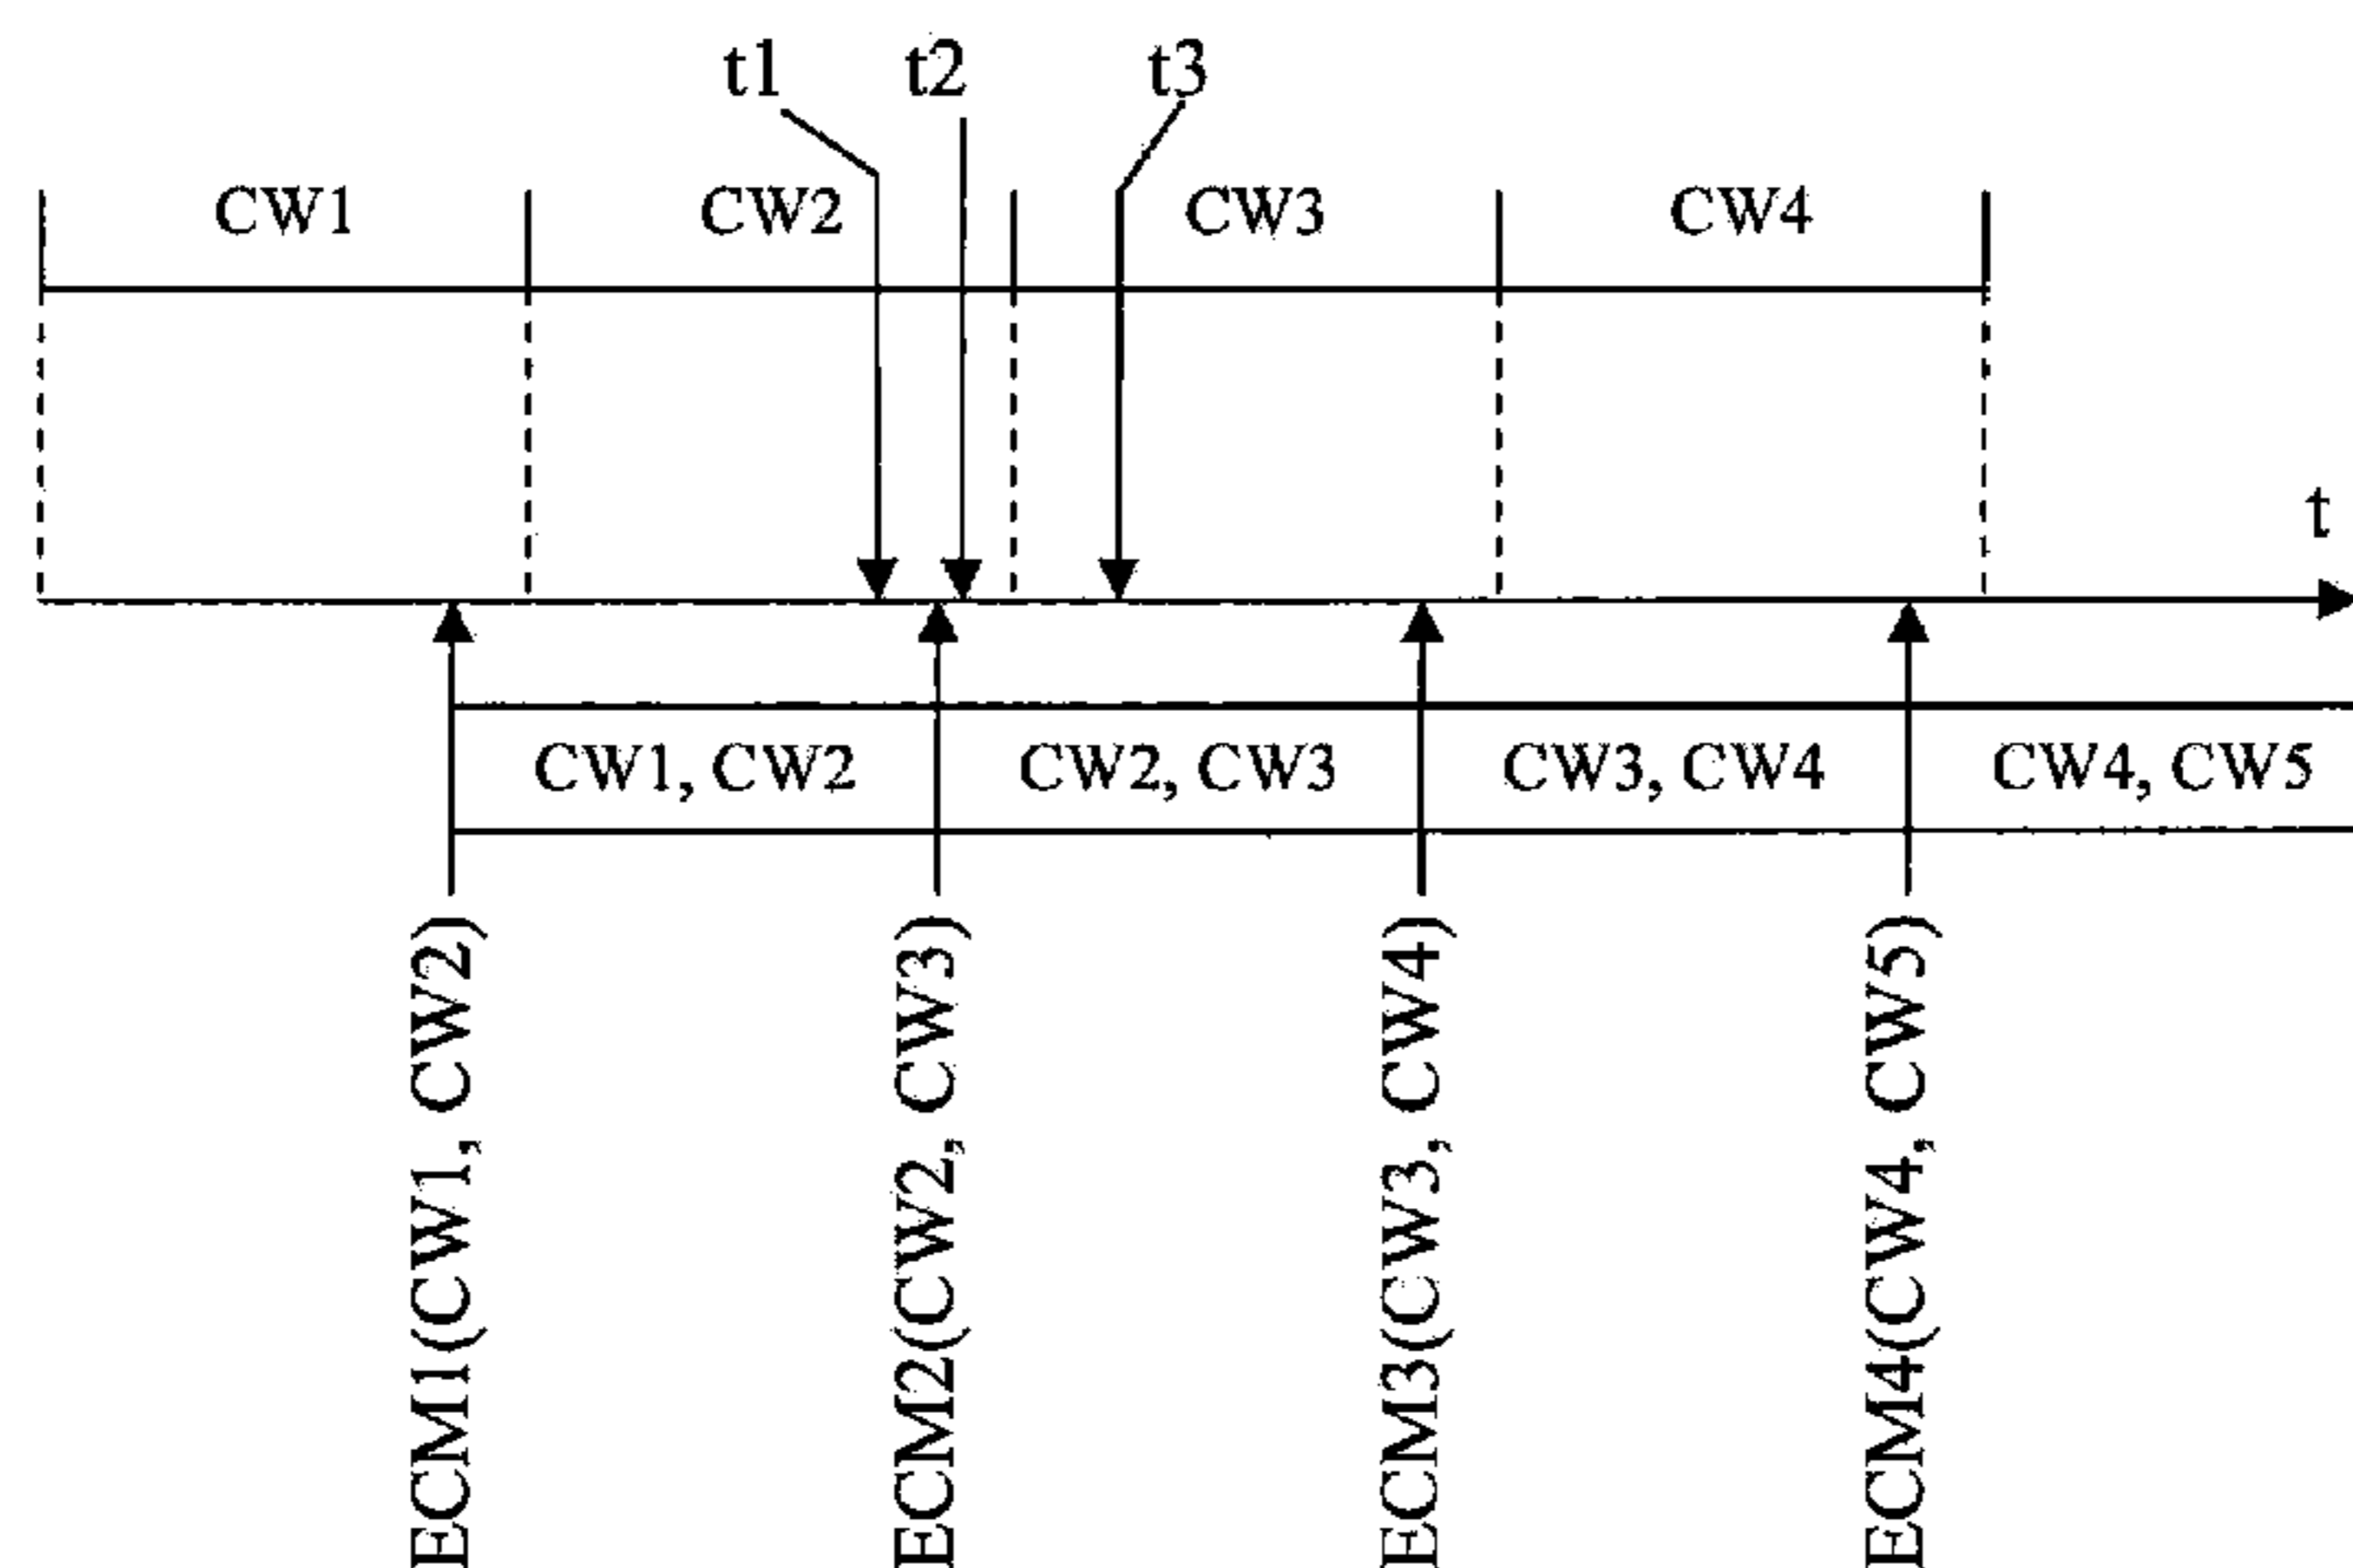 t1 t2 t3
CW1 CW2 CW3 CW4
t
CW1, CW2 CW2, CW3 CW3, CW4 CW4, CW5
ECM1(CW1, CW2)
ECM2(CW2, CW3)
ECM3(CW3, CW4)
ECM4(CW4, CW5)